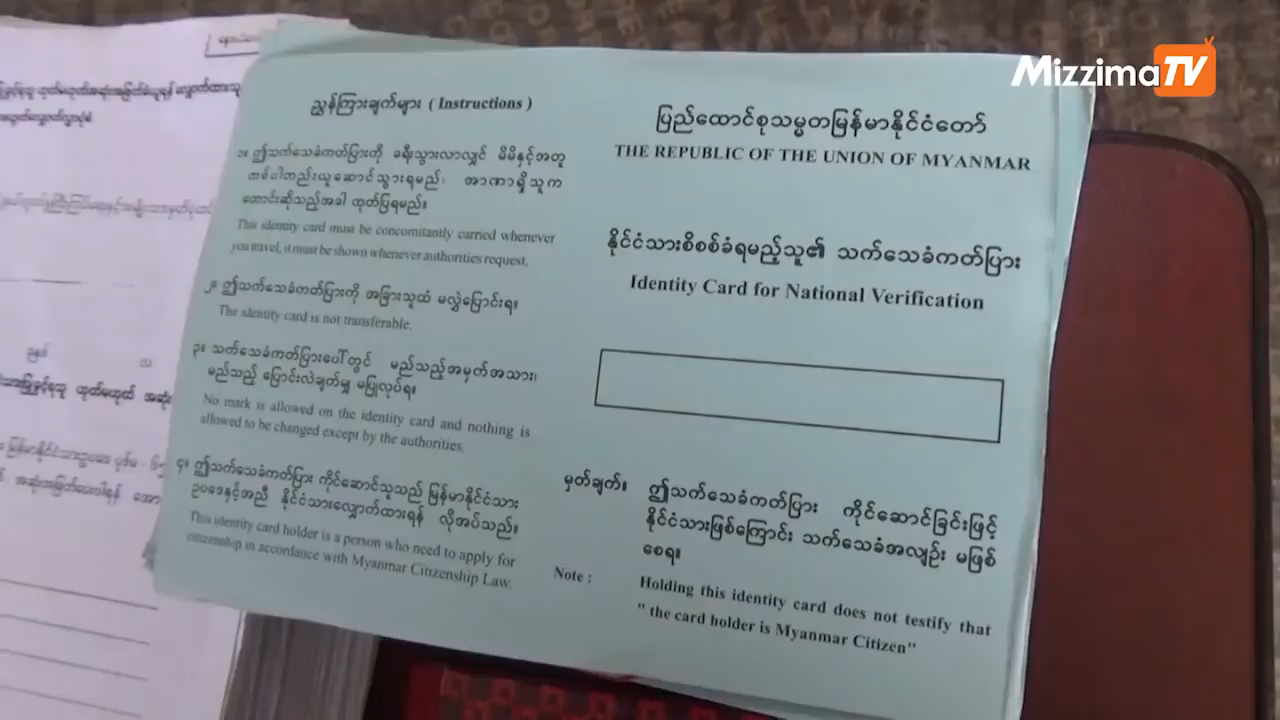 MizzimaTV
ညွှန်ကြားချက်များ ( Instructions )
၁။ ဤသက်သေခံကတ်ပြားကို ခရီးသွားလာလျှင် မိမိနှင့်အတူ
တစ်ပါတည်းယူဆောင်သွားရမည်၊ အာဏာရှိသူက
တောင်းဆိုသည့်အခါ ထုတ်ပြရမည်။
This identity card must be concomitantly carried whenever
you travel, it must be shown whenever authorities request.
၂။ ဤသက်သေခံကတ်ပြားကို အခြားသူထံ မလွှဲပြောင်းရ။
The identity card is not transferable.
၃။ သက်သေခံကတ်ပြားပေါ်တွင် မည်သည့်အမှတ်အသား၊
မည်သည့် ပြောင်းလဲချက်မျှ မပြုလုပ်ရ။
No mark is allowed on the identity card and nothing is
allowed to be changed except by the authorities.
၄။ ဤသက်သေခံကတ်ပြား ကိုင်ဆောင်သူသည် မြန်မာနိုင်ငံသား
ဥပဒေနှင့်အညီ နိုင်ငံသားလျှောက်ထားရန် လိုအပ်သည်။
This identity card holder is a person who need to apply for
citizenship in accordance with Myanmar Citizenship Law.
ပြည်ထောင်စုသမ္မတမြန်မာနိုင်ငံတော်
THE REPUBLIC OF THE UNION OF MYANMAR
နိုင်ငံသားစိစစ်ခံရမည့်သူ၏ သက်သေခံကတ်ပြား
Identity Card for National Verification
မှတ်ချက်။ ဤသက်သေခံကတ်ပြား ကိုင်ဆောင်ခြင်းဖြင့်
နိုင်ငံသားဖြစ်ကြောင်း သက်သေခံအလျဉ်း မဖြစ်
စေရ။
Note : Holding this identity card does not testify that
" the card holder is Myanmar Citizen"